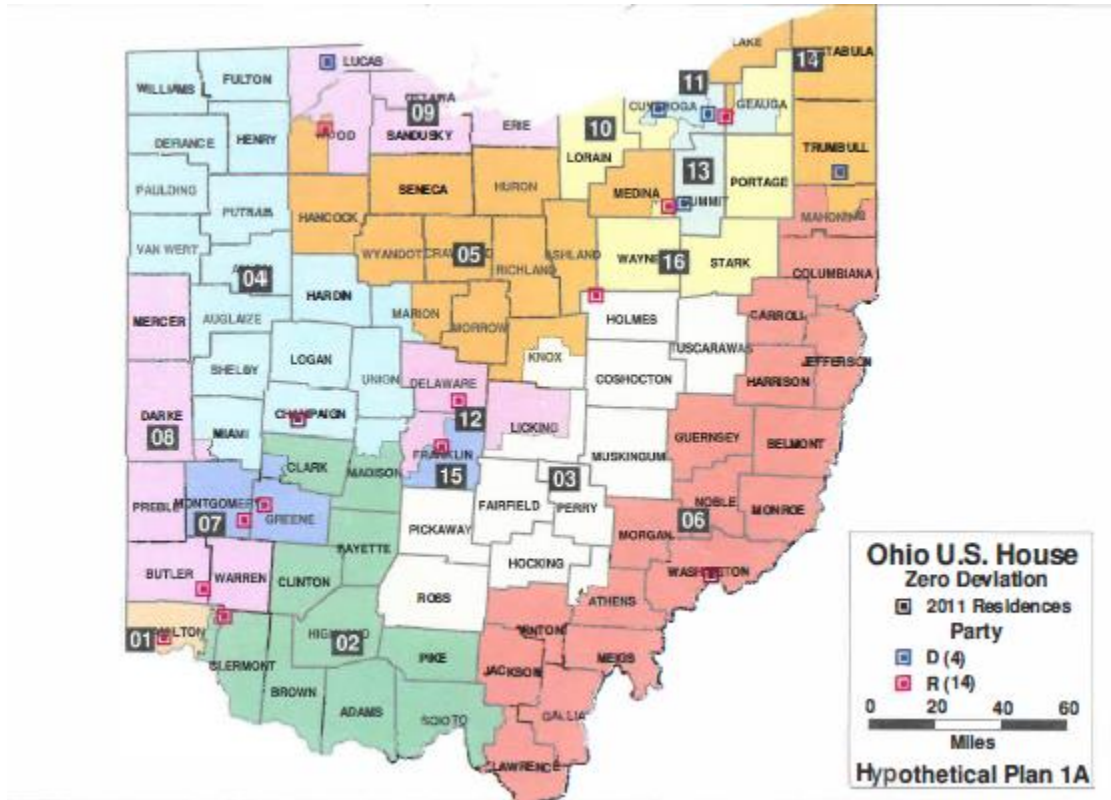 LAKE
14
TABULA
LUCAS
11
FULTON
WILLIAMS
CUYAHOGA
GEAUGA
09
10
WOOD
DEFIANCE
HENRY
SANDUSKY
ERIE
LORAIN
TRUMBULL
13
PORTAGE
PAULDING
SENECA
HURON
MEDINA
SUMMIT
PUTNAM
HANCOCK
MAHONING
VAN WERT
WYANDOT
05
ASHLAND
WAYNE
16
STARK
RICHLAND
04
COLUMBIANA
HARDIN
MERCER
AUGLAIZE
MARION
MORROW
HOLMES
CARROLL
TUSCARAWAS
LOGAN
KNOX
JEFFERSON
SHELBY
UNION
DELAWARE
COSHOCTON
HARRISON
CHAMPAIGN
12
DARKE
08
MIAMI
LICKING
GUERNSEY
BELMONT
FRANKLIN
MUSKINGUM
CLARK
MADISON
15
03
PREBLE
MONTGOMERY
07
GREENE
FAIRFIELD
PERRY
NOBLE
MONROE
06
PICKAWAY
MORGAN
FAYETTE
HOCKING
BUTLER
WARREN
CLINTON
WASHINGTON
ROSS
ATHENS
01
HIGHLAND
02
VINTON
CLERMONT
PIKE
JACKSON
MEIGS
BROWN
ADAMS
SCIOTO
GALLIA
LAWRENCE
Ohio U.S. House
Zero Deviation
2011 Residences
Party
D (4)
R (14)
0 20 40 60
Miles
Hypothetical Plan 1A